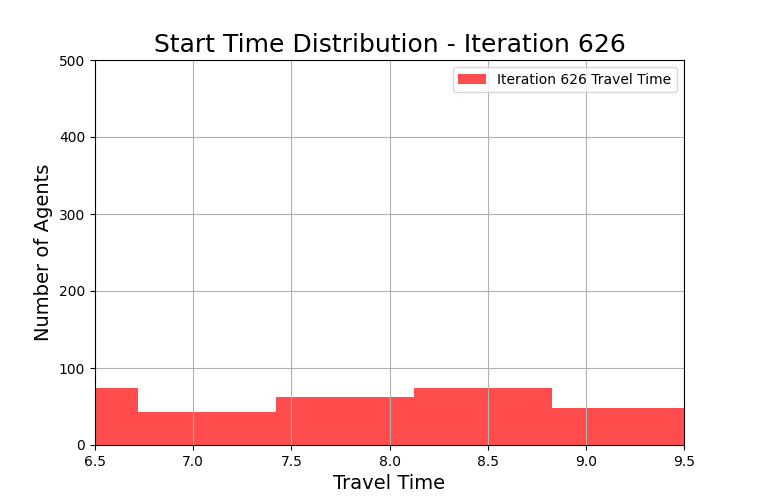 Start Time Distribution - Iteration 626
Iteration 626 Travel Time
Number of Agents
500
400
300
200
100
0
6.5 7.0 7.5 8.0 8.5 9.0 9.5
Travel Time